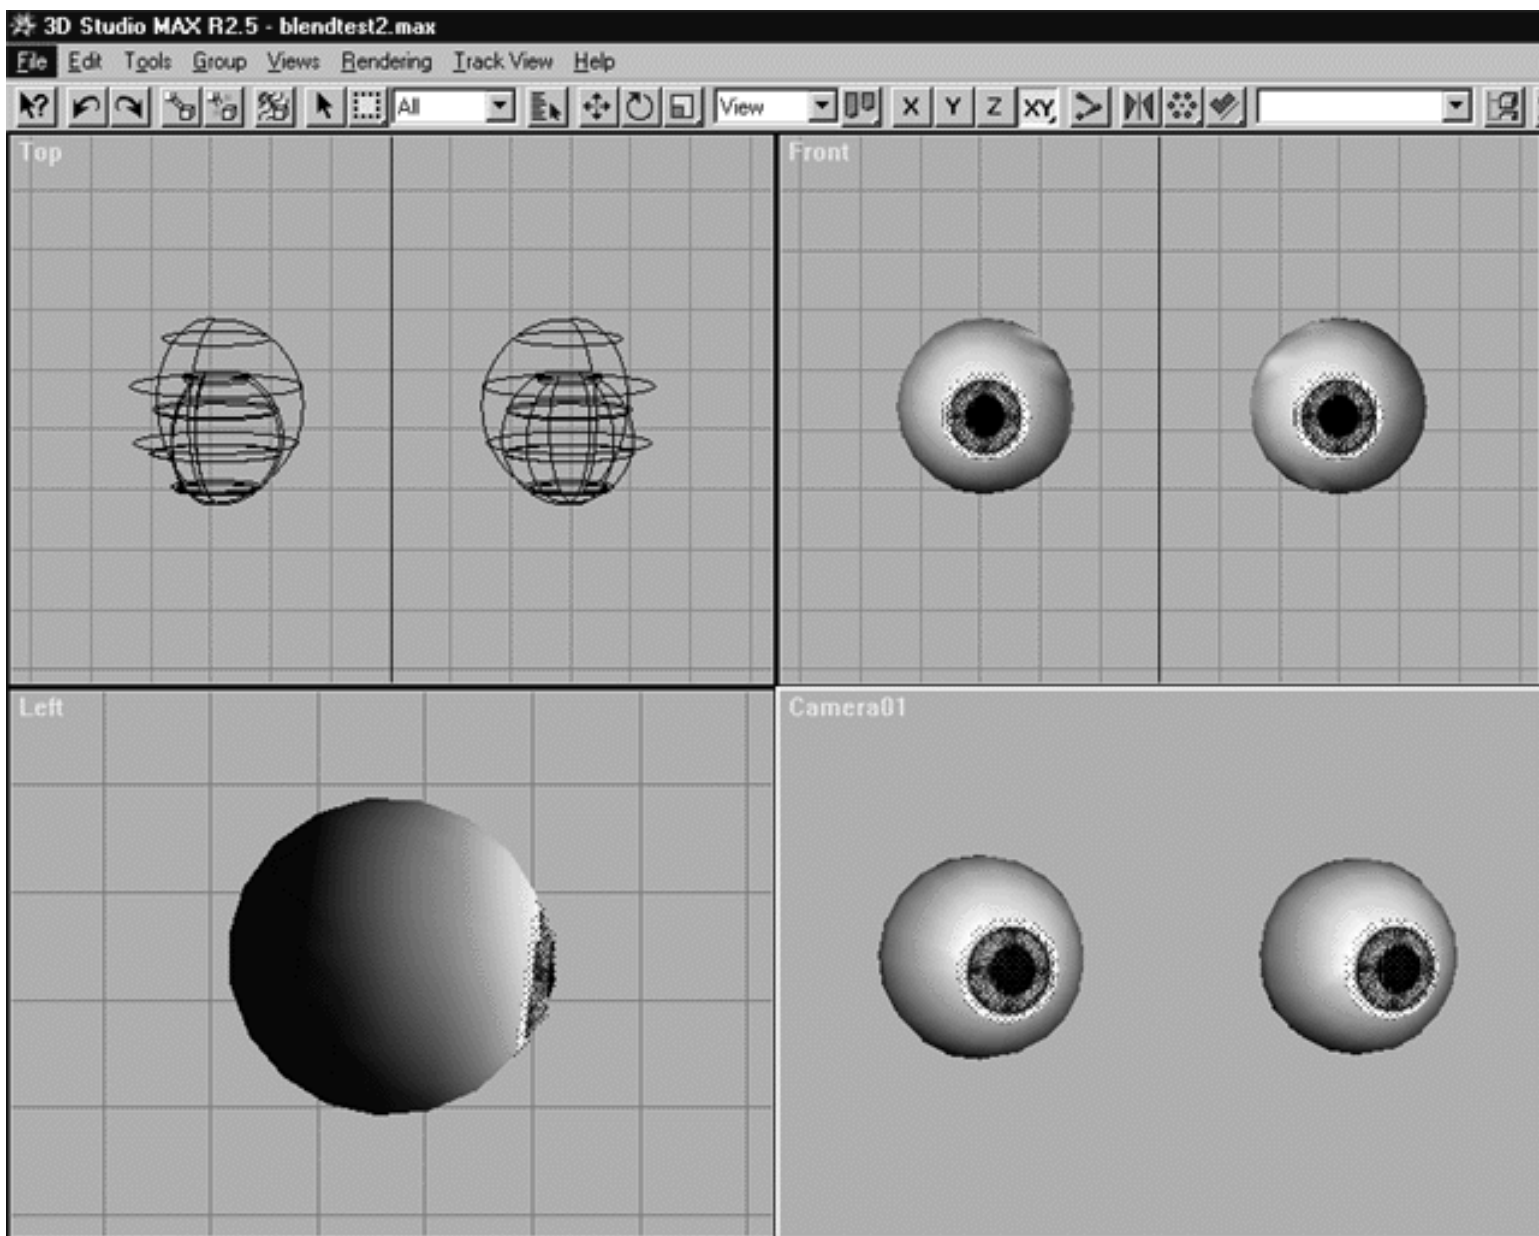 3D Studio MAX R2.5 - blendtest2.max
File Edit Tools Group Views Rendering Track View Help
? All View X Y Z XY
Top
Front
Left
Camera01